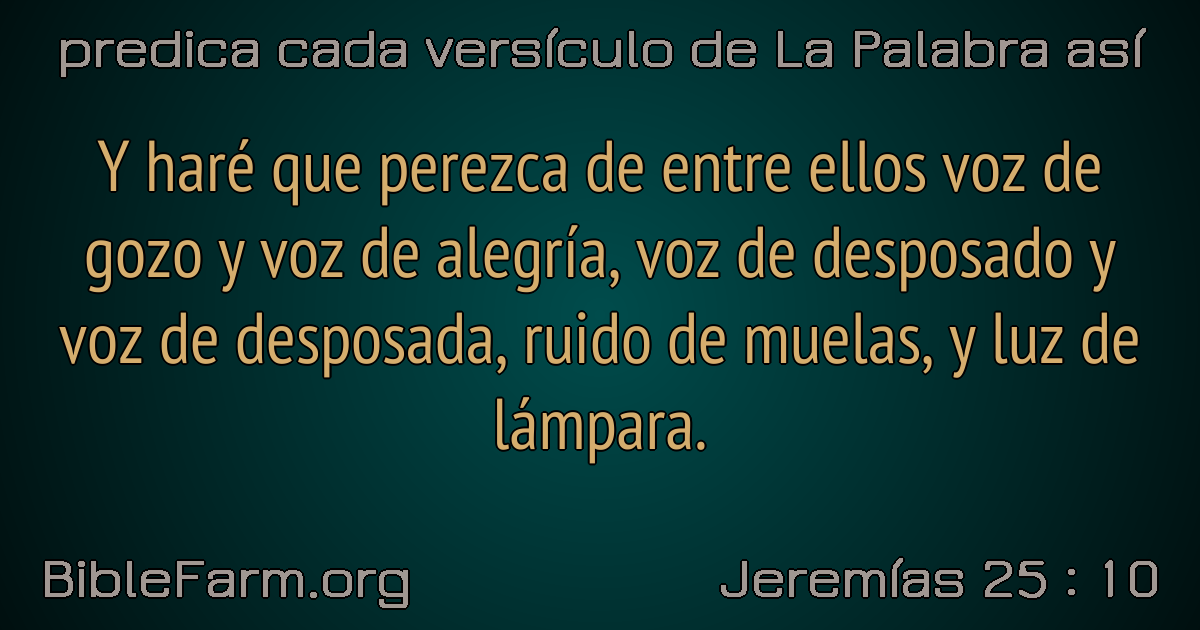 predica cada versículo de La Palabra así
Y haré que perezca de entre ellos voz de
gozo y voz de alegría, voz de desposado y
voz de desposada, ruido de muelas, y luz de
lámpara.
BibleFarm.org
Jeremías 25 : 10